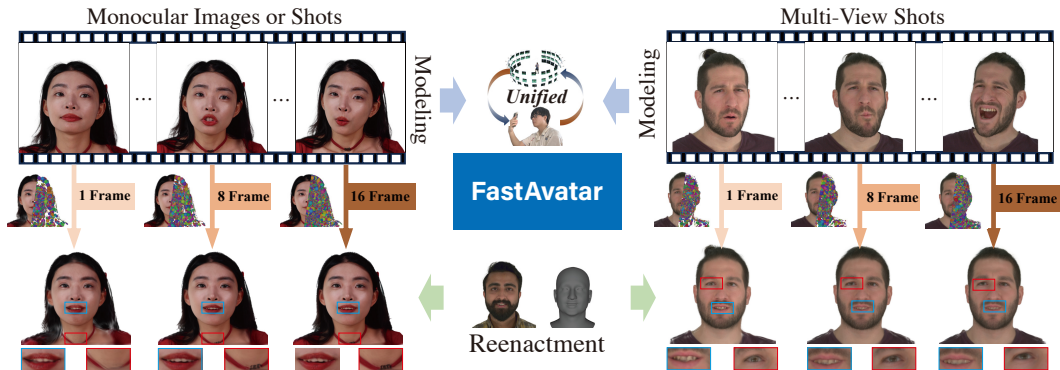 Monocular Images or Shots
Multi-View Shots
...
...
Modeling
Unified
Modeling
...
...
FastAvatar
1 Frame
8 Frame
16 Frame
1 Frame
8 Frame
16 Frame
Reenactment